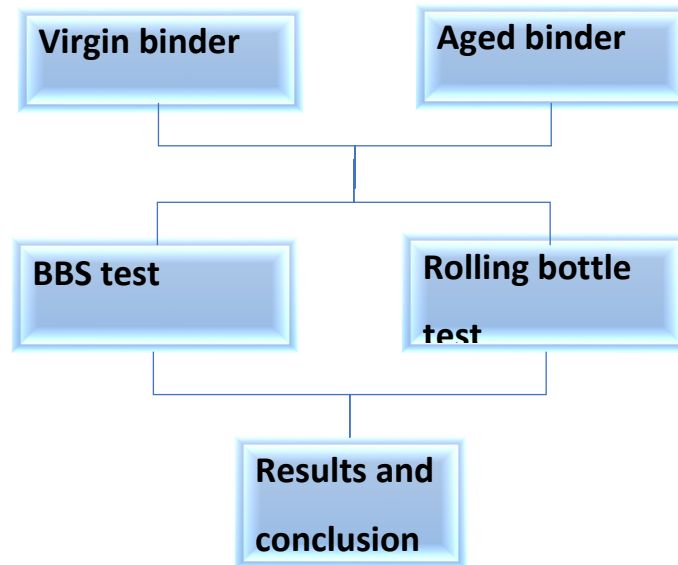 Virgin binder
Aged binder
BBS test
Rolling bottle
test
Results and
conclusion